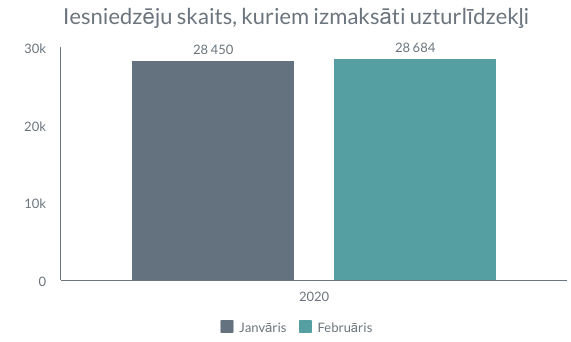 Iesniedzēju skaits, kuriem izmaksāti uzturlīdzekļi
30k
28 450
28 684
20k
10k
0
2020
Janvāris
Februāris